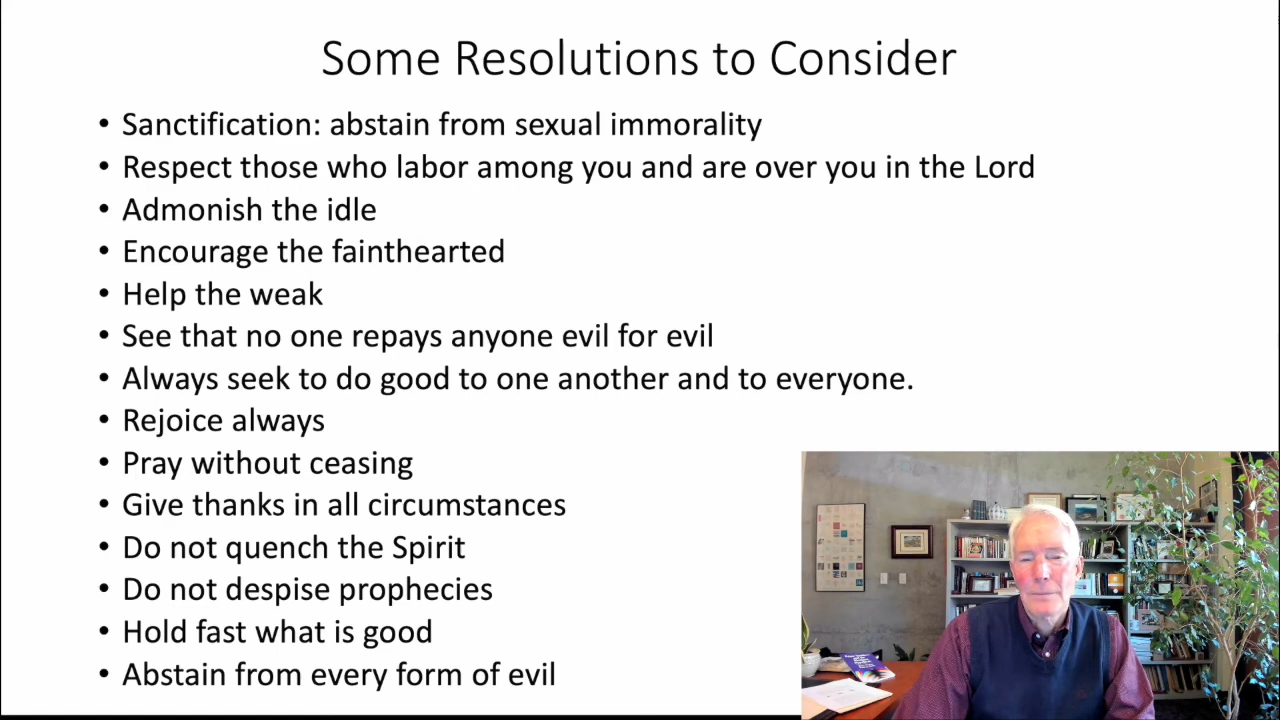 Some Resolutions to Consider
• Sanctification: abstain from sexual immorality
• Respect those who labor among you and are over you in the Lord
• Admonish the idle
• Encourage the fainthearted
• Help the weak
• See that no one repays anyone evil for evil
• Always seek to do good to one another and to everyone.
• Rejoice always
• Pray without ceasing
• Give thanks in all circumstances
• Do not quench the Spirit
• Do not despise prophecies
• Hold fast what is good
• Abstain from every form of evil